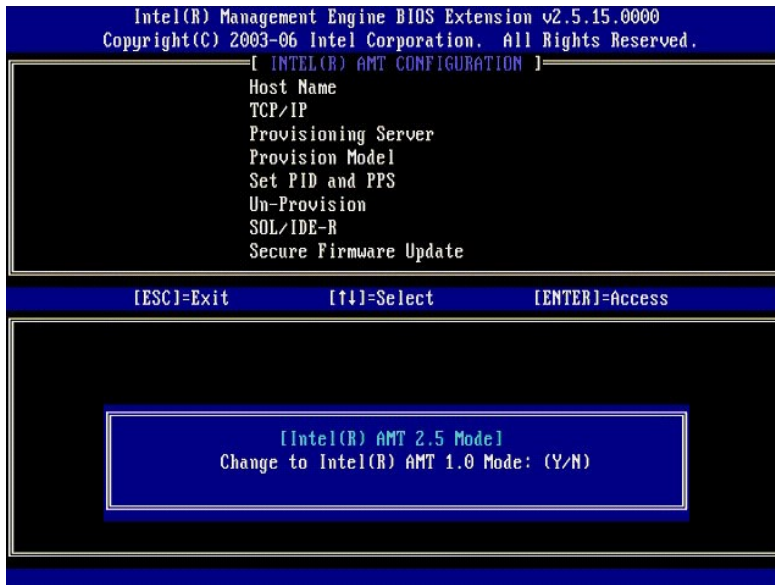 Intel(R) Management Engine BIOS Extension v2.5.15.0000
Copyright(C) 2003-06 Intel Corporation. All Rights Reserved.
[ INTEL(R) AMT CONFIGURATION ]
Host Name
TCP/IP
Provisioning Server
Provision Model
Set PID and PPS
Un-Provision
SOL/IDE-R
Secure Firmware Update
[ESC]=Exit [↑↓]=Select [ENTER]=Access
[Intel(R) AMT 2.5 Mode]
Change to Intel(R) AMT 1.0 Mode: (Y/N)